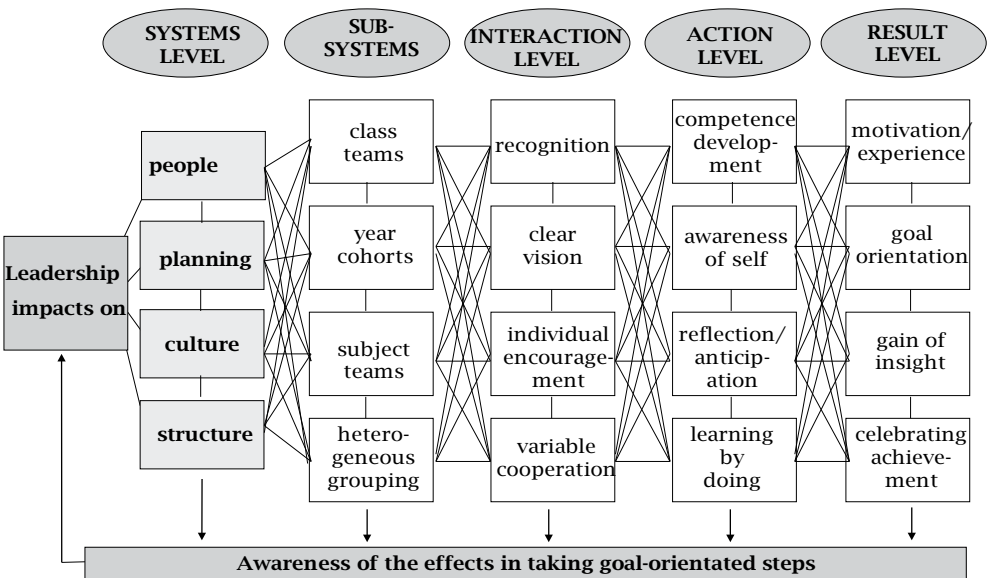 SYSTEMS
LEVEL
SUB-
SYSTEMS
INTERACTION
LEVEL
ACTION
LEVEL
RESULT
LEVEL
Leadership
impacts on
people
planning
culture
structure
class
teams
year
cohorts
subject
teams
hetero-
geneous
grouping
recognition
clear
vision
individual
encourage-
ment
variable
cooperation
competence
develop-
ment
awareness
of self
reflection/
anticip-
ation
learning
by
doing
motivation/
experience
goal
orientation
gain of
insight
celebrating
achieve-
ment
Awareness of the effects in taking goal-orientated steps